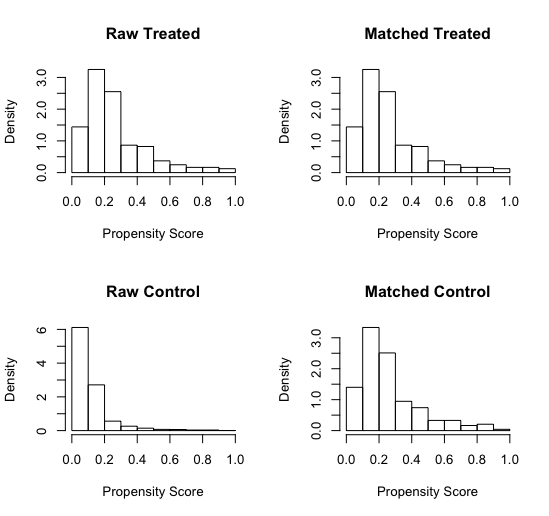 Raw Treated
Density
0.0 1.0 2.0 3.0
0.0 0.2 0.4 0.6 0.8 1.0
Propensity Score
Matched Treated
Density
0.0 1.0 2.0 3.0
0.0 0.2 0.4 0.6 0.8 1.0
Propensity Score
Raw Control
Density
0 2 4 6
0.0 0.2 0.4 0.6 0.8 1.0
Propensity Score
Matched Control
Density
0.0 1.0 2.0 3.0
0.0 0.2 0.4 0.6 0.8 1.0
Propensity Score